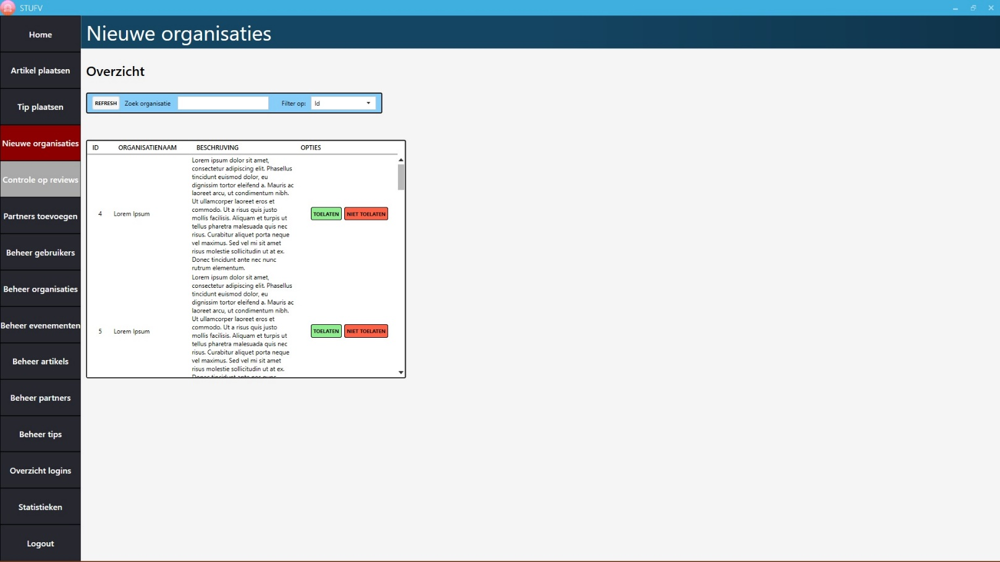 STUFV
Home
Artikel plaatsen
Tip plaatsen
Nieuwe organisaties
Controle op reviews
Partners toevoegen
Beheer gebruikers
Beheer organisaties
Beheer evenementen
Beheer artikels
Beheer partners
Beheer tips
Overzicht logins
Statistieken
Logout
Nieuwe organisaties
Overzicht
REFRESH Zoek organisatie Filter op: Id
ID ORGANISATIENAAM BESCHRIJVING OPTIES
Lorem ipsum dolor sit amet,
consectetur adipiscing elit. Phasellus
tincidunt euismod dolor, eu
dignissim tortor eleifend a. Mauris ac
laoreet arcu, ut condimentum nibh.
Ut ullamcorper laoreet eros et
commodo. Ut a risus quis justo
4 Lorem Ipsum mollis facilisis. Aliquam et turpis ut TOELATEN NIET TOELATEN
tellus pharetra malesuada quis nec
risus. Curabitur aliquet porta neque
vel maximus. Sed vel mi sit amet
risus molestie sollicitudin ut at ex.
Donec tincidunt ante nec nunc
rutrum elementum.
Lorem ipsum dolor sit amet,
consectetur adipiscing elit. Phasellus
tincidunt euismod dolor, eu
dignissim tortor eleifend a. Mauris ac
laoreet arcu, ut condimentum nibh.
Ut ullamcorper laoreet eros et
commodo. Ut a risus quis justo
5 Lorem Ipsum mollis facilisis. Aliquam et turpis ut TOELATEN NIET TOELATEN
tellus pharetra malesuada quis nec
risus. Curabitur aliquet porta neque
vel maximus. Sed vel mi sit amet
risus molestie sollicitudin ut at ex.
Donec tincidunt ante nec nunc